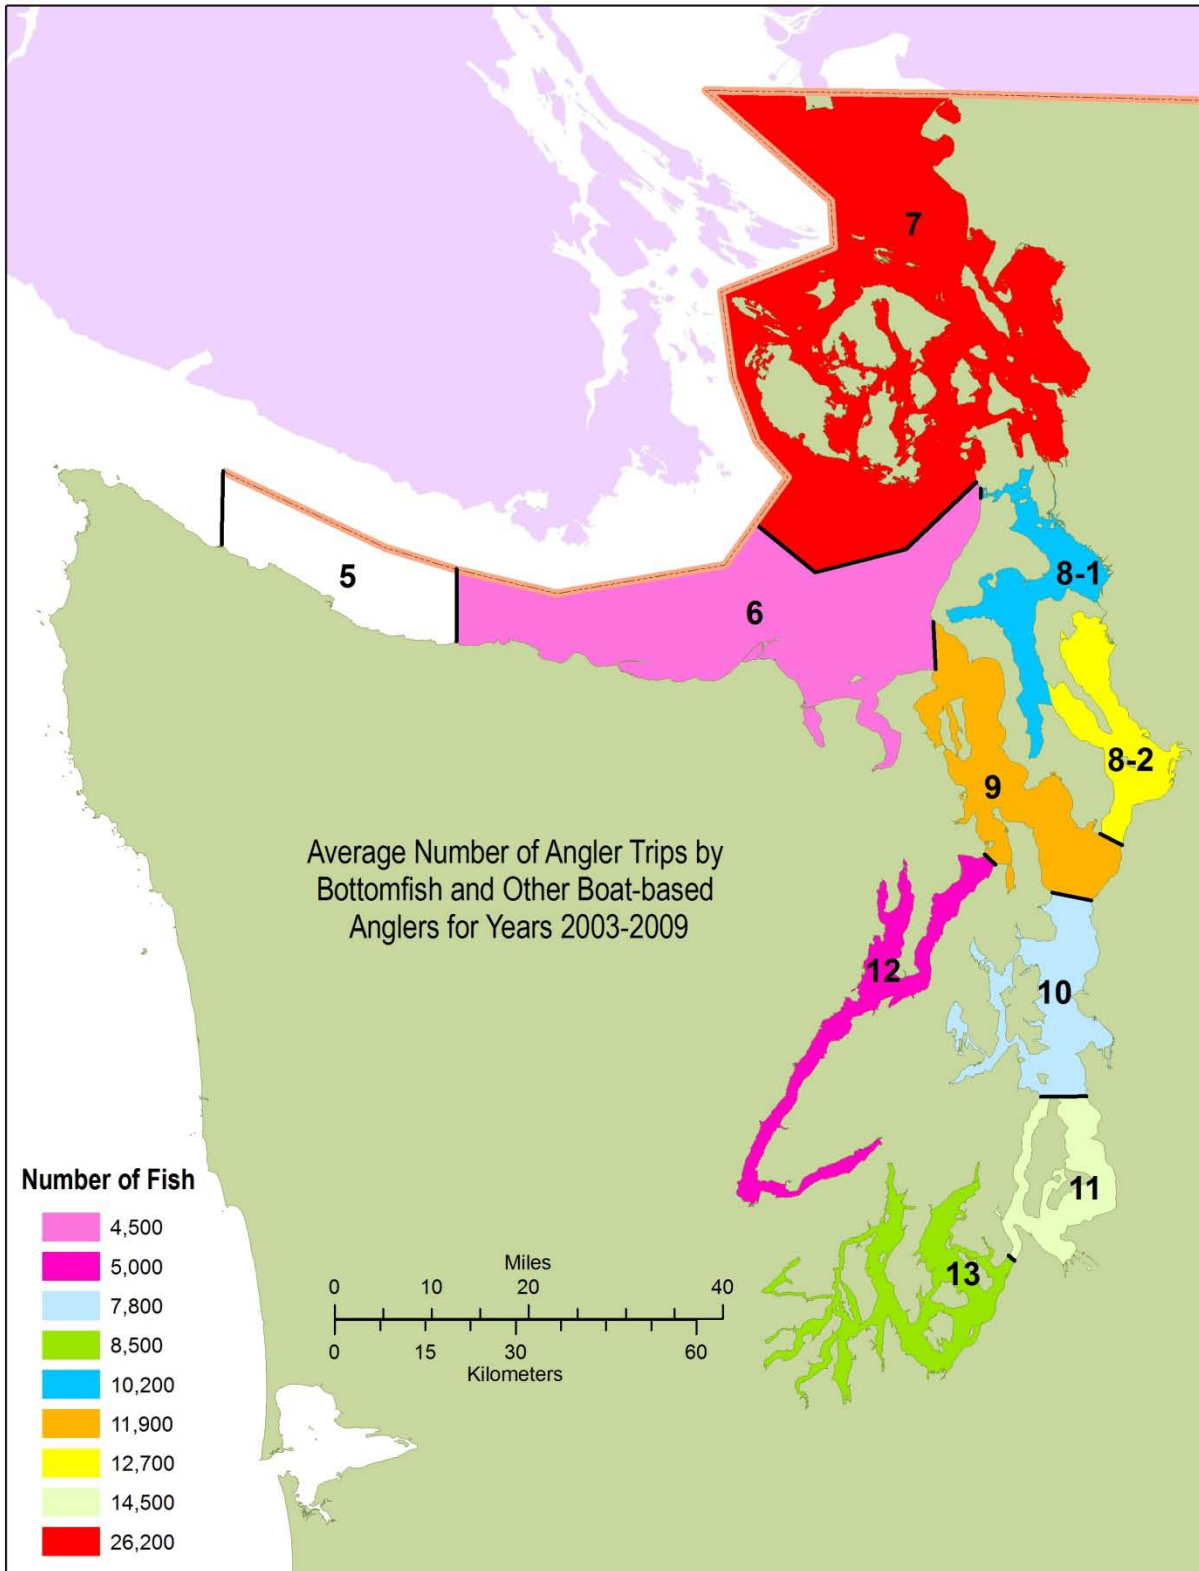 7
5
6
8-1
8-2
9
Average Number of Angler Trips by
Bottomfish and Other Boat-based
Anglers for Years 2003-2009
12
10
11
13
Number of Fish
4,500
5,000
7,800
8,500
10,200
11,900
12,700
14,500
26,200
Miles
0 10 20 40
0 15 30 60
Kilometers